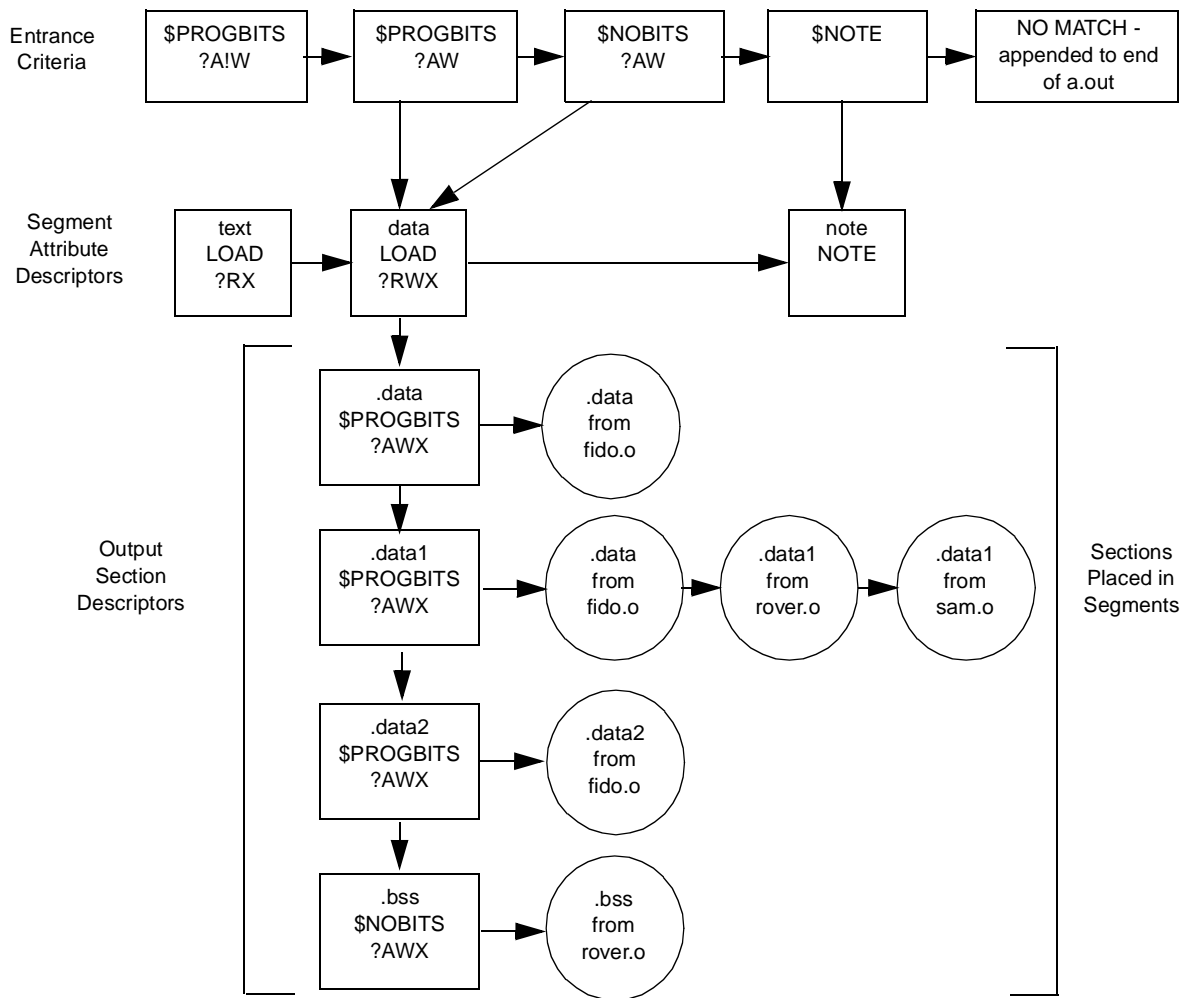 Entrance
Criteria
$PROGBITS
?A!W
$PROGBITS
?AW
$NOBITS
?AW
$NOTE
NO MATCH -
appended to end
of a.out
Segment
Attribute
Descriptors
text
LOAD
?RX
data
LOAD
?RWX
note
NOTE
.data
$PROGBITS
?AWX
.data
from
fido.o
Output
Section
Descriptors
.data1
$PROGBITS
?AWX
.data
from
fido.o
.data1
from
rover.o
.data1
from
sam.o
Sections
Placed in
Segments
.data2
$PROGBITS
?AWX
.data2
from
fido.o
.bss
$NOBITS
?AWX
.bss
from
rover.o